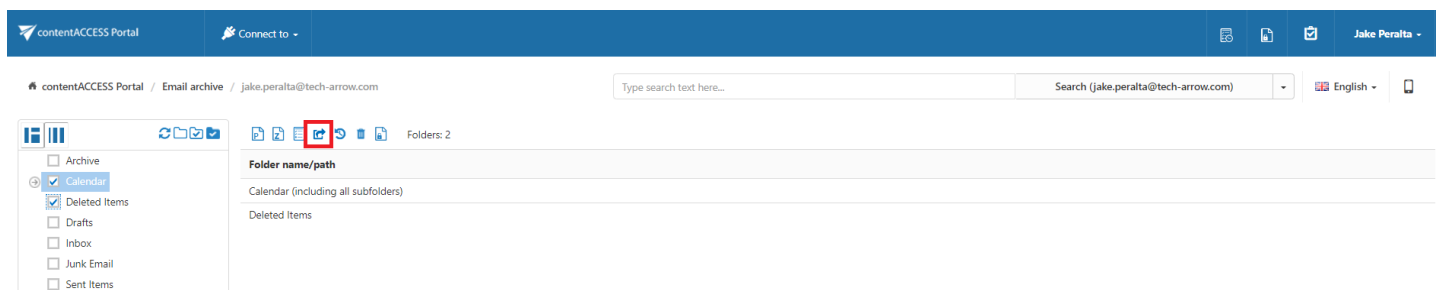 contentACCESS Portal Connect to Jake Peralta
contentACCESS Portal / Email archive / jake.peralta@tech-arrow.com Type search text here... Search (jake.peralta@tech-arrow.com) English
Folders: 2
Archive
Calendar
Deleted Items
Drafts
Inbox
Junk Email
Sent Items
Folder name/path
Calendar (including all subfolders)
Deleted Items